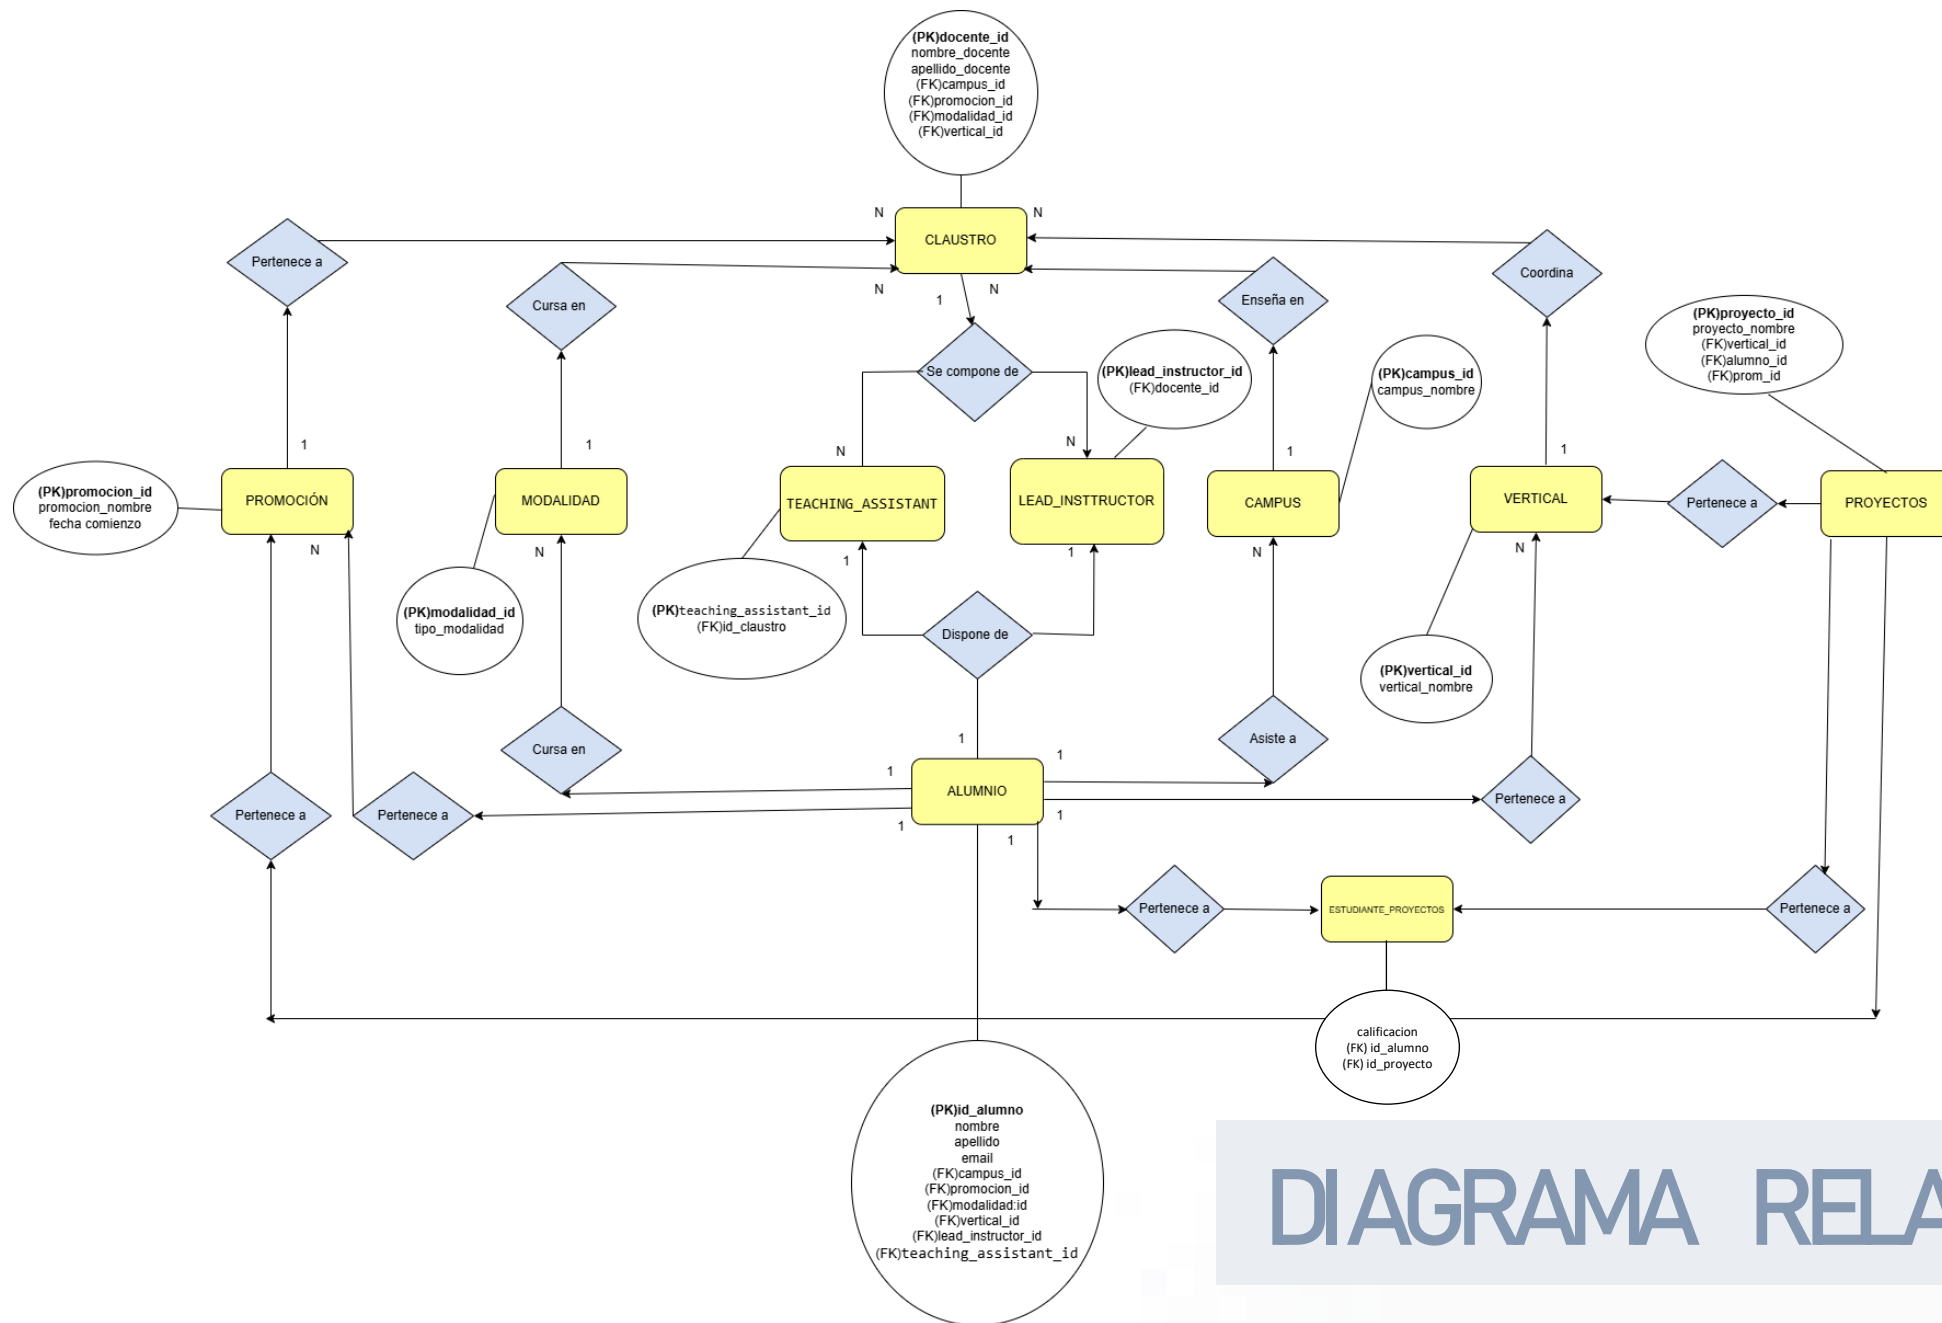 (PK)docente_id
nombre_docente
apellido_docente
(FK)campus_id
(FK)promocion_id
(FK)modalidad_id
(FK)vertical_id
N
N
CLAUSTRO
Pertenece a
Coordina
N
1
N
Cursa en
Enseña en
(PK)proyecto_id
proyecto_nombre
(FK)vertical_id
(FK)alumno_id
(FK)prom_id
Se compone de
(PK)lead_instructor_id
(FK)docente_id
(PK)campus_id
campus_nombre
1
1
N
N
1
1
(PK)promocion_id
promocion_nombre
fecha comienzo
PROMOCIÓN
MODALIDAD
TEACHING_ASSISTANT
LEAD_INSTTRUCTOR
CAMPUS
VERTICAL
Pertenece a
PROYECTOS
N
N
1
1
N
N
(PK)modalidad_id
tipo_modalidad
(PK)teaching_assistant_id
(FK)id_claustro
Dispone de
(PK)vertical_id
vertical_nombre
Cursa en
Asiste a
1
1
1
ALUMNIO
Pertenece a
Pertenece a
Pertenece a
1
1
1
Pertenece a
ESTUDIANTE_PROYECTOS
Pertenece a
calificacion
(FK) id_alumno
(FK) id_proyecto
(PK)id_alumno
nombre
apellido
email
(FK)campus_id
(FK)promocion_id
(FK)modalidad:id
(FK)vertical_id
(FK)lead_instructor_id
(FK)teaching_assistant_id
DIAGRAMA RELA